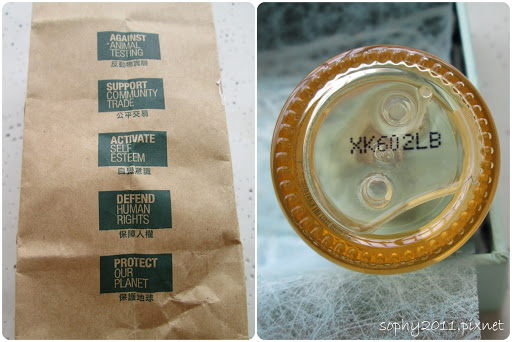 AGAINST
ANIMAL
TESTING
反動物實驗
SUPPORT
COMMUNITY
TRADE
公平交易
ACTIVATE
SELF
ESTEEM
自覺意識
DEFEND
HUMAN
RIGHTS
保障人權
PROTECT
OUR
PLANET
保護地球
XK602LB
sophy2011.pixnet